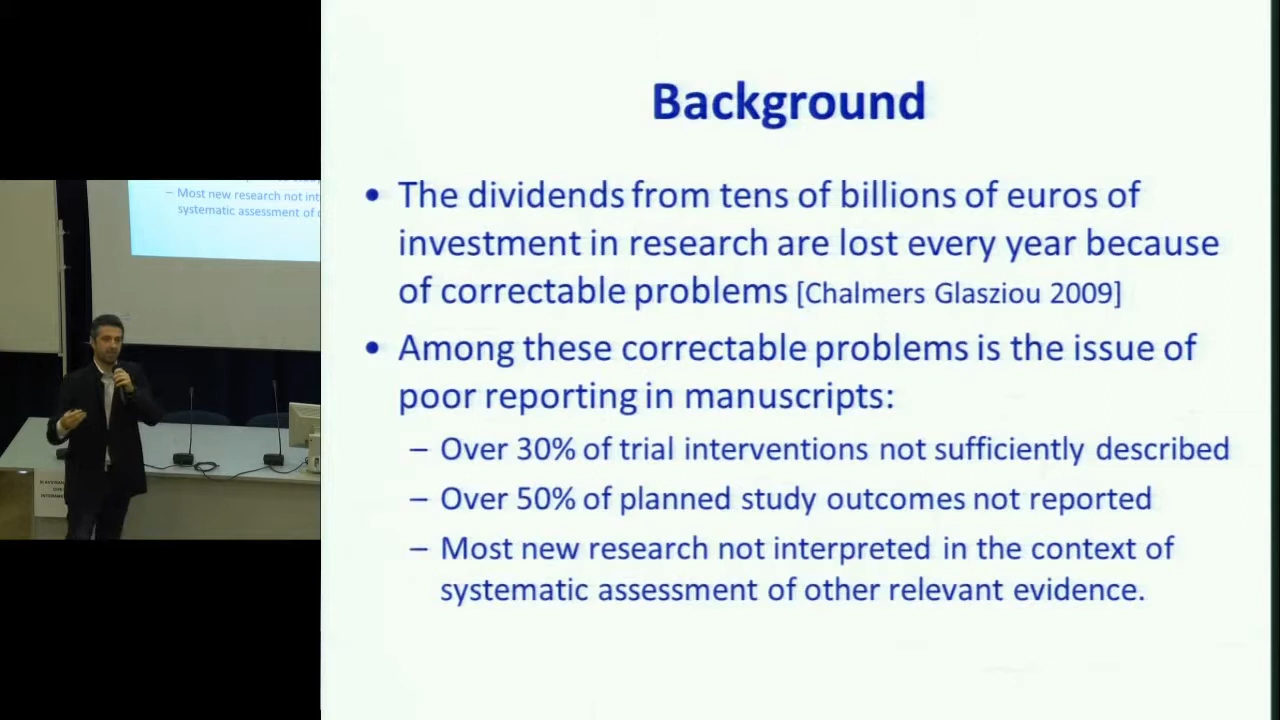 Background
• The dividends from tens of billions of euros of
investment in research are lost every year because
of correctable problems [Chalmers Glasziou 2009]
• Among these correctable problems is the issue of
poor reporting in manuscripts:
– Over 30% of trial interventions not sufficiently described
– Over 50% of planned study outcomes not reported
– Most new research not interpreted in the context of
systematic assessment of other relevant evidence.
– Most new research not int
systematic assessment of